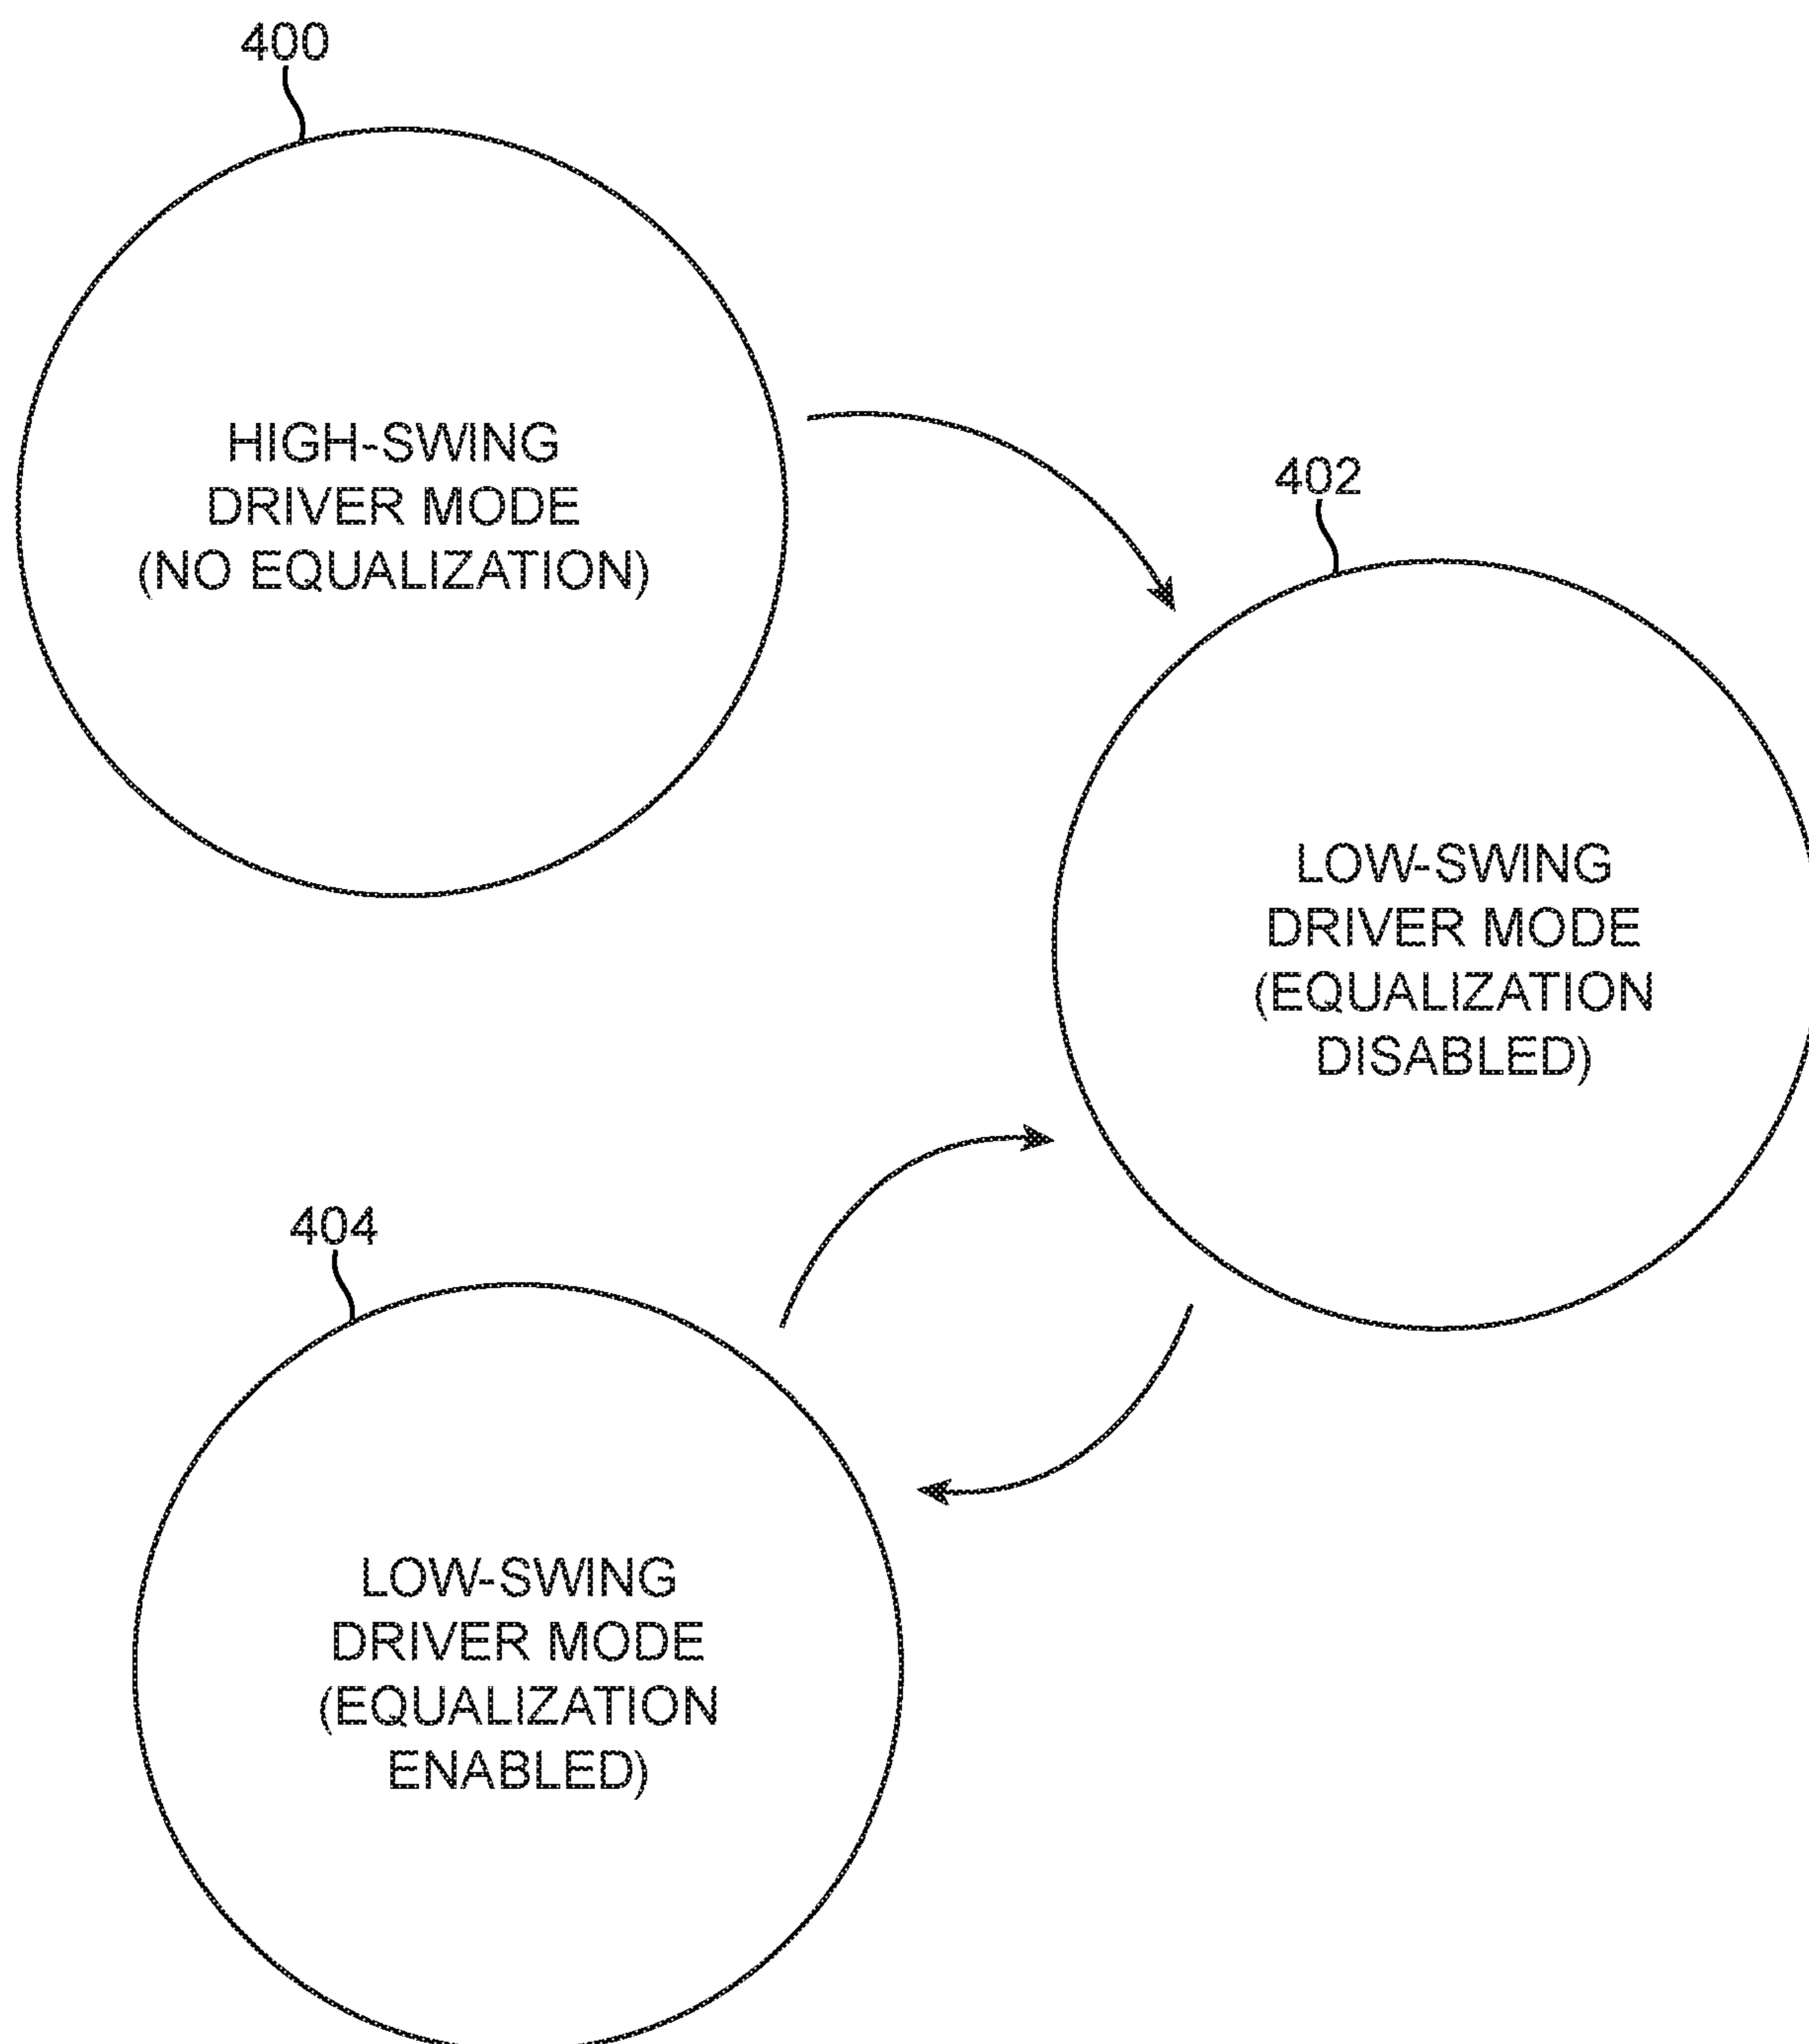 400
HIGH-SWING
DRIVER MODE
(NO EQUALIZATION)
402
LOW-SWING
DRIVER MODE
(EQUALIZATION
DISABLED)
404
LOW-SWING
DRIVER MODE
(EQUALIZATION
ENABLED)